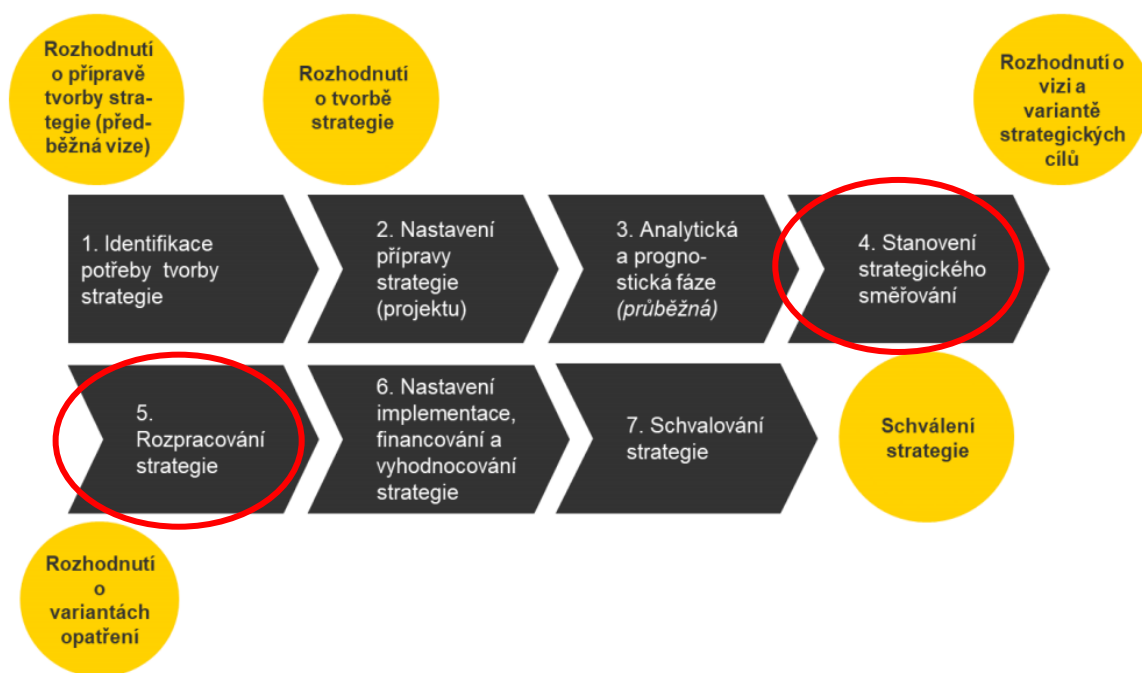 Rozhodnutí
o přípravě
tvorby stra-
tegie (před-
běžná vize)
Rozhodnutí
o tvorbě
strategie
Rozhodnutí o
vizi a
variantě
strategických
cílů
1. Identifikace
potřeby tvorby
strategie
2. Nastavení
přípravy
strategie
(projektu)
3. Analytická
a progno-
stická fáze
(průběžná)
4. Stanovení
strategického
směřování
5.
Rozpracování
strategie
6. Nastavení
implementace,
financování a
vyhodnocování
strategie
7. Schvalování
strategie
Schválení
strategie
Rozhodnutí
o
variantách
opatření